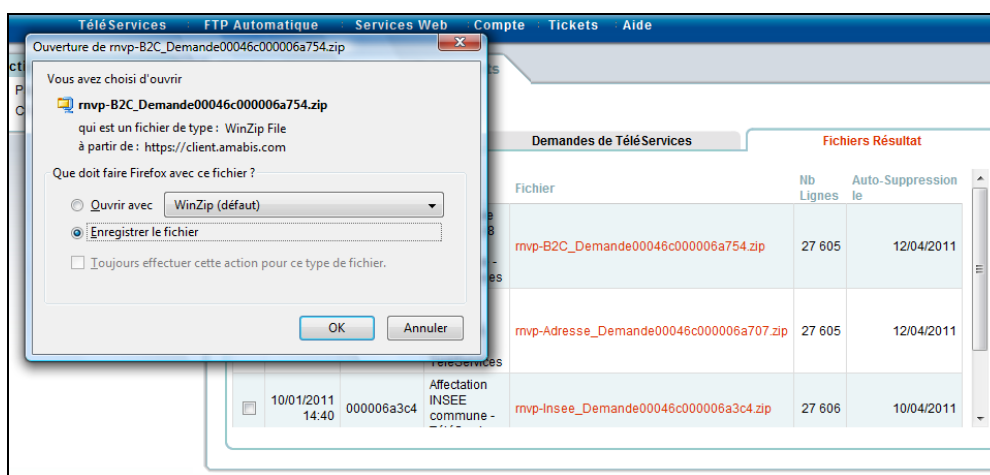 TéléServices FTP Automatique Services Web Compte Tickets Aide
Ouverture de rnvp-B2C_Demande00046c000006a754.zip
Vous avez choisi d'ouvrir
rnvp-B2C_Demande00046c000006a754.zip
qui est un fichier de type : WinZip File
à partir de : https://client.amabis.com
Que doit faire Firefox avec ce fichier ?
Ouvrir avec WinZip (défaut)
Enregistrer le fichier
Toujours effectuer cette action pour ce type de fichier.
OK Annuler
Demandes de TéléServices Fichiers Résultat
Fichier Nb Lignes Auto-Suppression le
rnvp-B2C_Demande00046c000006a754.zip 27 605 12/04/2011
rnvp-Adresse_Demande00046c000006a707.zip 27 605 12/04/2011
TéléServices
10/01/2011 14:40 000006a3c4 Affectation INSEE commune - rnvp-Insee_Demande00046c000006a3c4.zip 27 606 10/04/2011